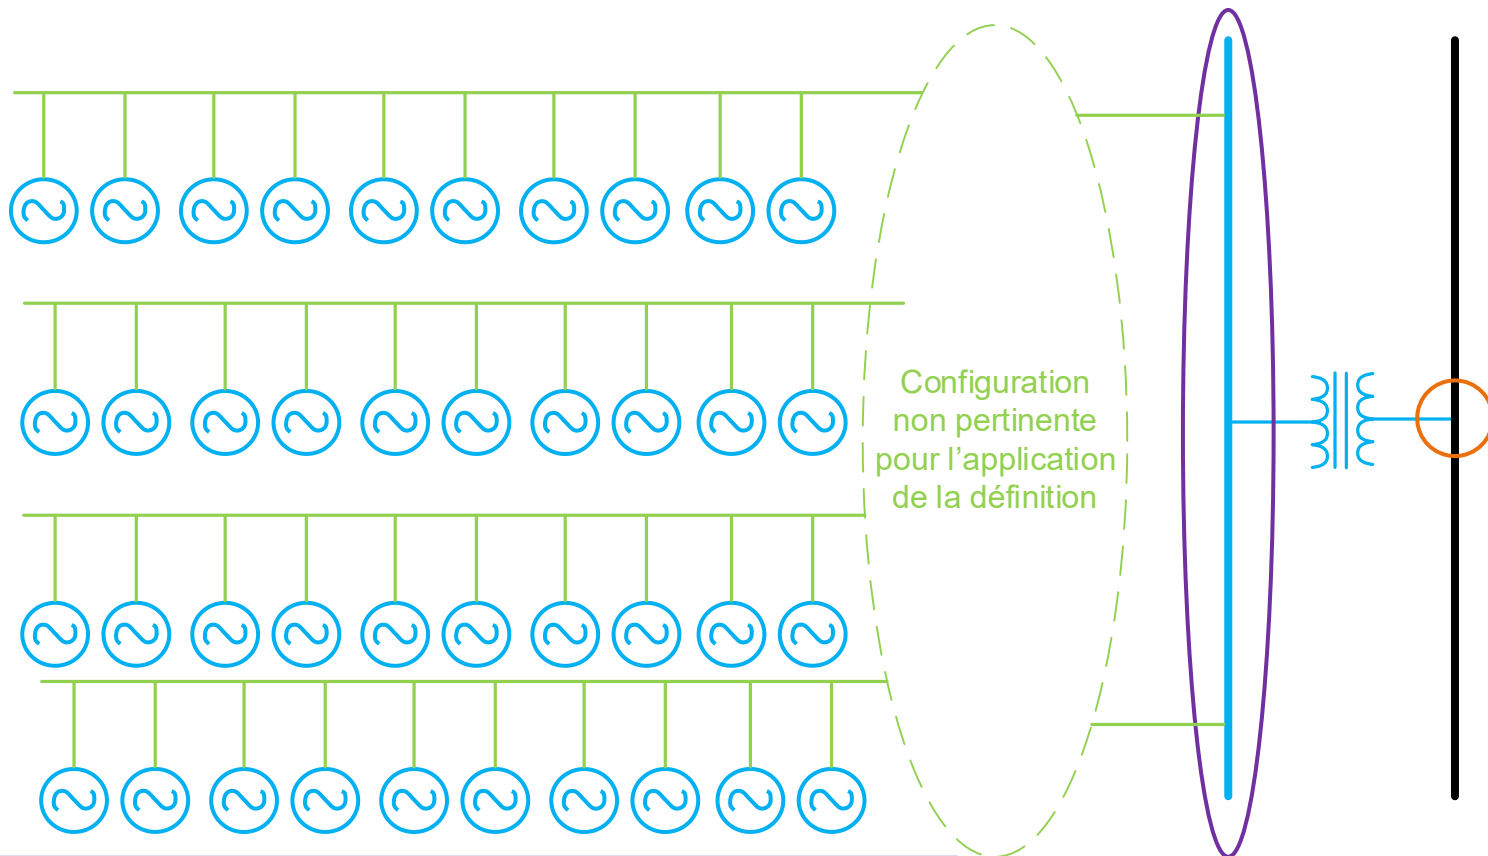 Configuration
non pertinente
pour l’application
de la définition